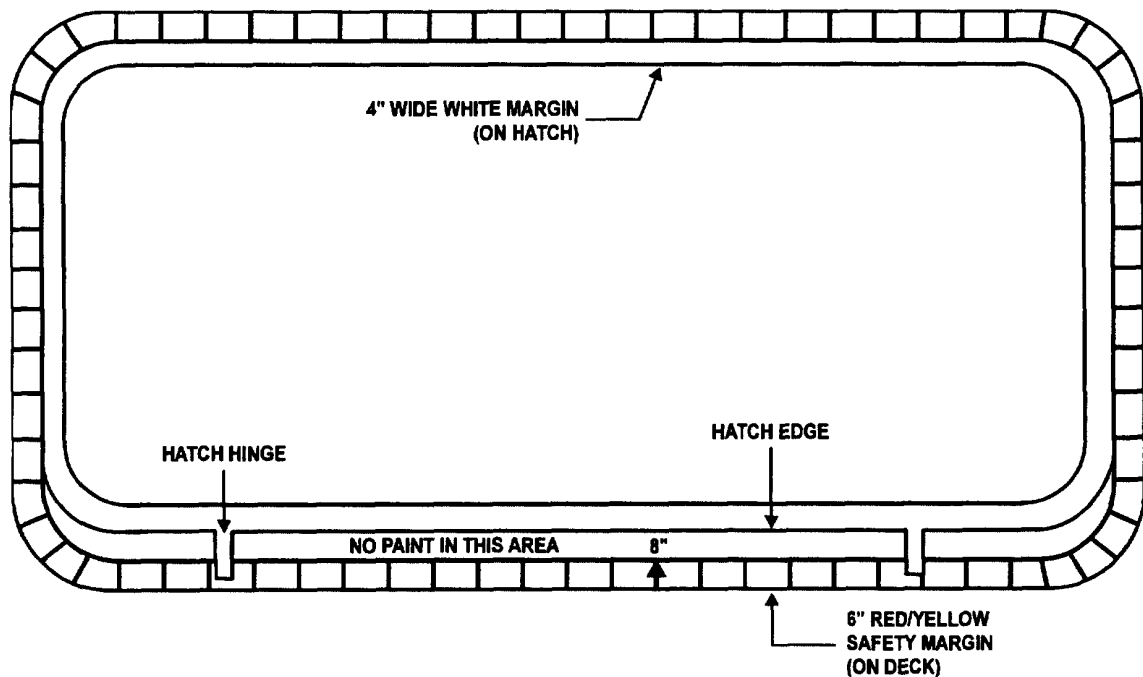 4" WIDE WHITE MARGIN
(ON HATCH)
HATCH HINGE
HATCH EDGE
NO PAINT IN THIS AREA
8"
6" RED/YELLOW
SAFETY MARGIN
(ON DECK)